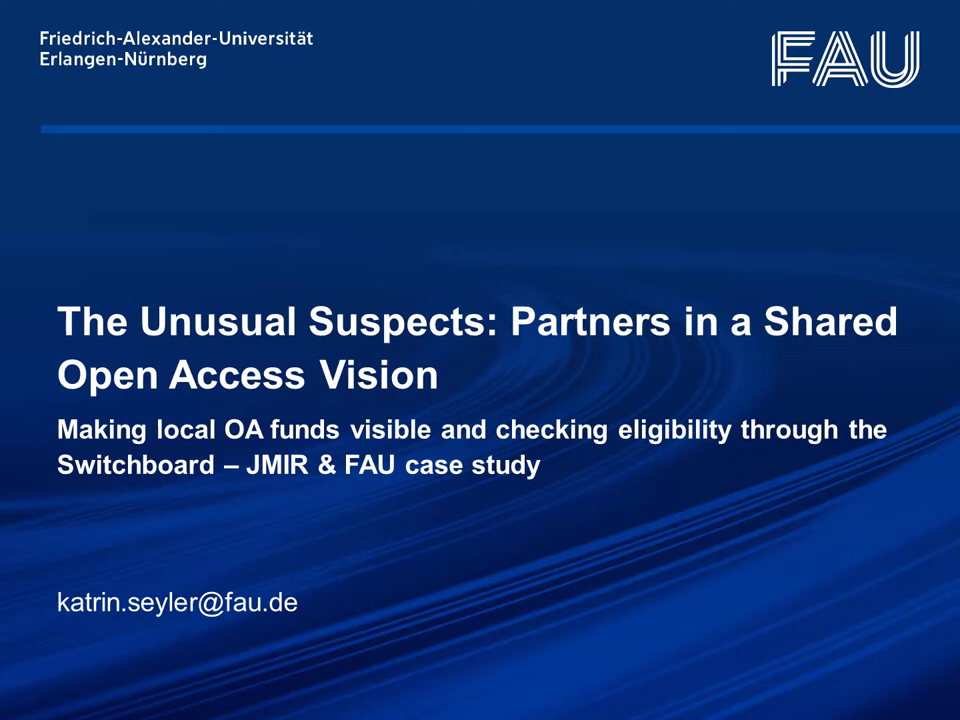 Friedrich-Alexander-Universität
Erlangen-Nürnberg
FAU
The Unusual Suspects: Partners in a Shared
Open Access Vision
Making local OA funds visible and checking eligibility through the
Switchboard – JMIR & FAU case study
katrin.seyler@fau.de